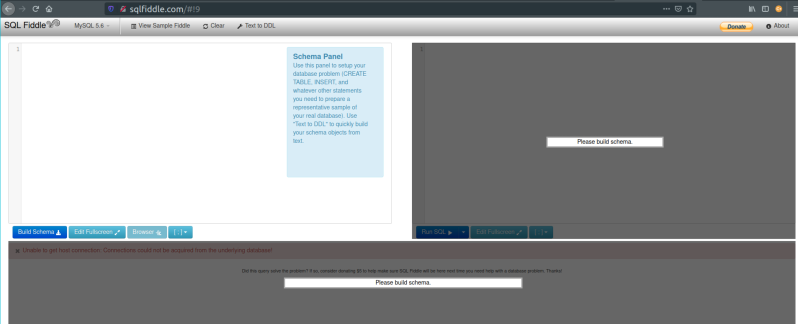 sqlfiddle.com/#!9
SQL Fiddle
MySQL 5.6
View Sample Fiddle
Clear
Text to DDL
Donate
About
1
Schema Panel
Use this panel to setup your
database problem (CREATE
TABLE, INSERT, and
whatever other statements
you need to prepare a
representative sample of
your real database). Use
"Text to DDL" to quickly build
your schema objects from
text.
1
Please build schema.
Build Schema
Edit Fullscreen
Browser
[ ; ]
Run SQL
Edit Fullscreen
[ ; ]
Unable to get host connection: Connections could not be acquired from the underlying database!
Did this query solve the problem? If so, consider donating $5 to help make sure SQL Fiddle will be here next time you need help with a database problem. Thanks!
Please build schema.